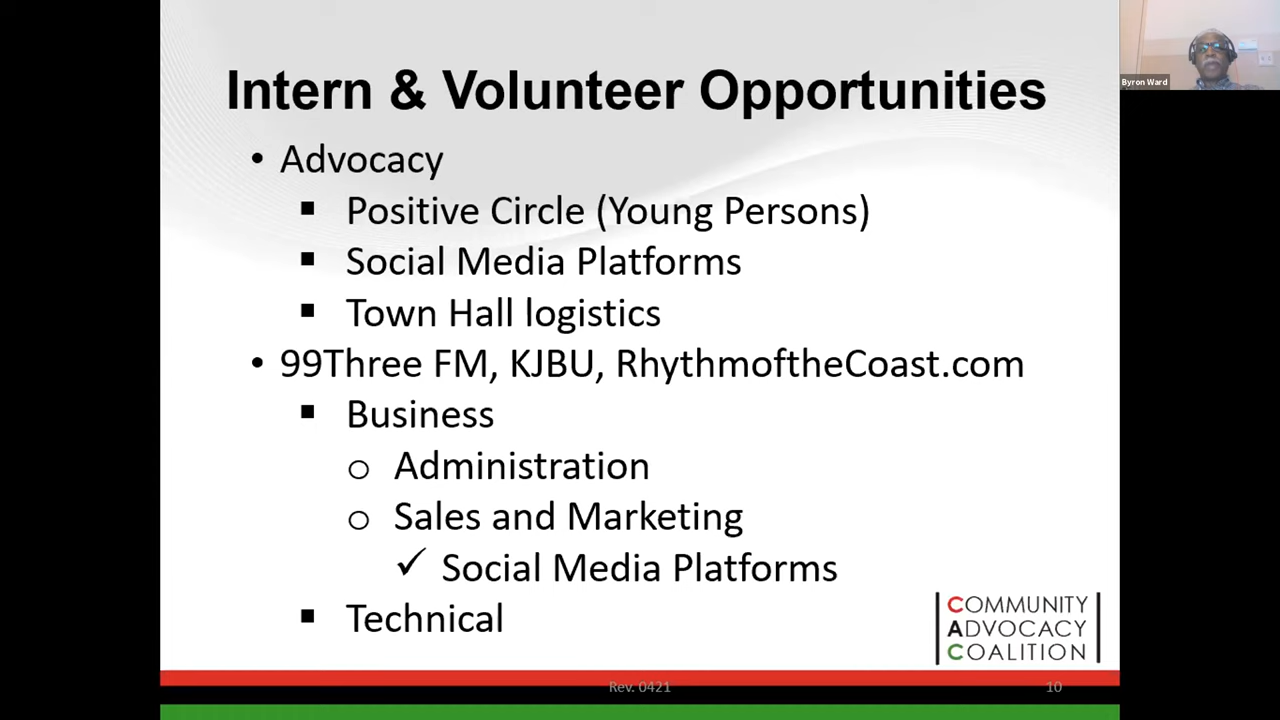 Intern & Volunteer Opportunities
• Advocacy
▪ Positive Circle (Young Persons)
▪ Social Media Platforms
▪ Town Hall logistics
• 99Three FM, KJBU, RhythmoftheCoast.com
▪ Business
o Administration
o Sales and Marketing
✓ Social Media Platforms
▪ Technical
COMMUNITY
ADVOCACY
COALITION
Rev. 0421
10
Byron Ward